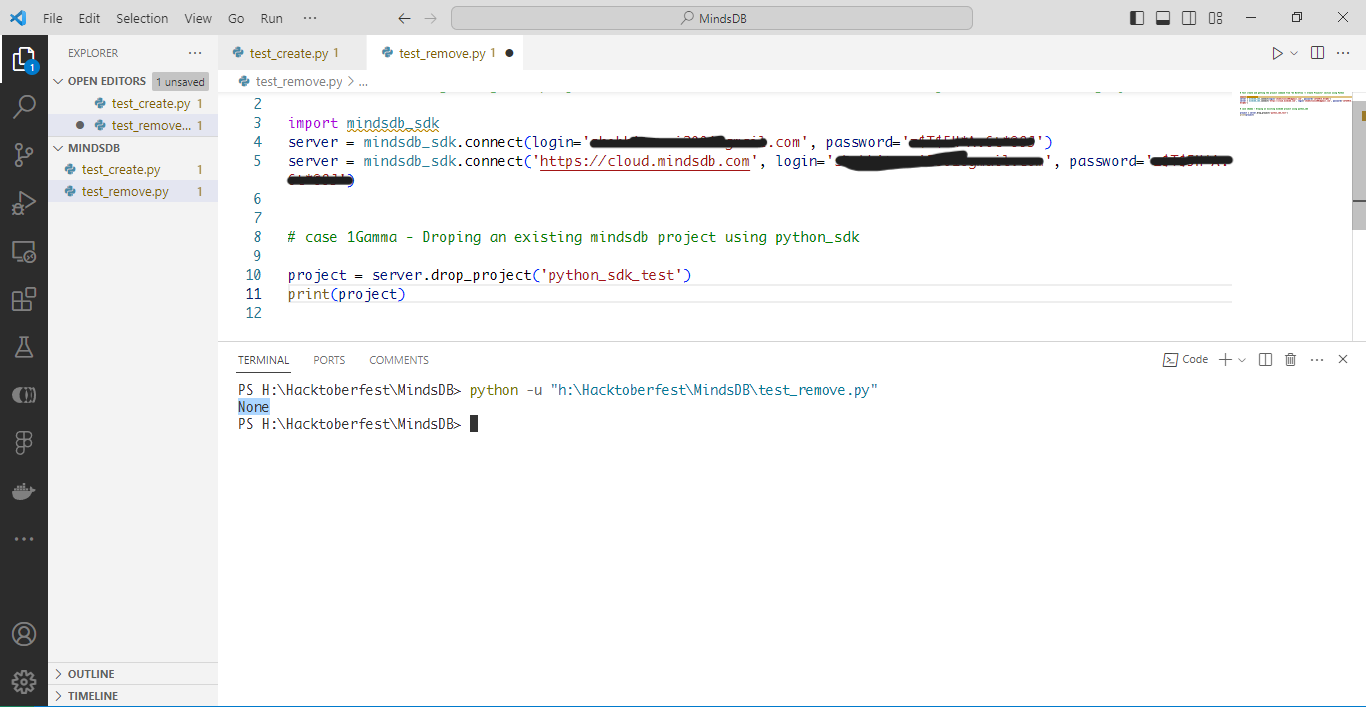 File Edit Selection View Go Run ··· MindsDB
EXPLORER ···
OPEN EDITORS 1 unsaved
test_create.py 1
test_remove... 1
MINDSDB
test_create.py 1
test_remove.py 1
OUTLINE
TIMELINE
1
test_create.py 1 test_remove.py 1
test_remove.py > ...
2
3 import mindsdb_sdk
4 server = mindsdb_sdk.connect(login=' .com', password=' ')
5 server = mindsdb_sdk.connect('https://cloud.mindsdb.com', login=' ', password='
')
6
7
8 # case 1Gamma - Droping an existing mindsdb project using python_sdk
9
10 project = server.drop_project('python_sdk_test')
11 print(project)
12
TERMINAL PORTS COMMENTS Code
PS H:\Hacktoberfest\MindsDB> python -u "h:\Hacktoberfest\MindsDB\test_remove.py"
None
PS H:\Hacktoberfest\MindsDB>